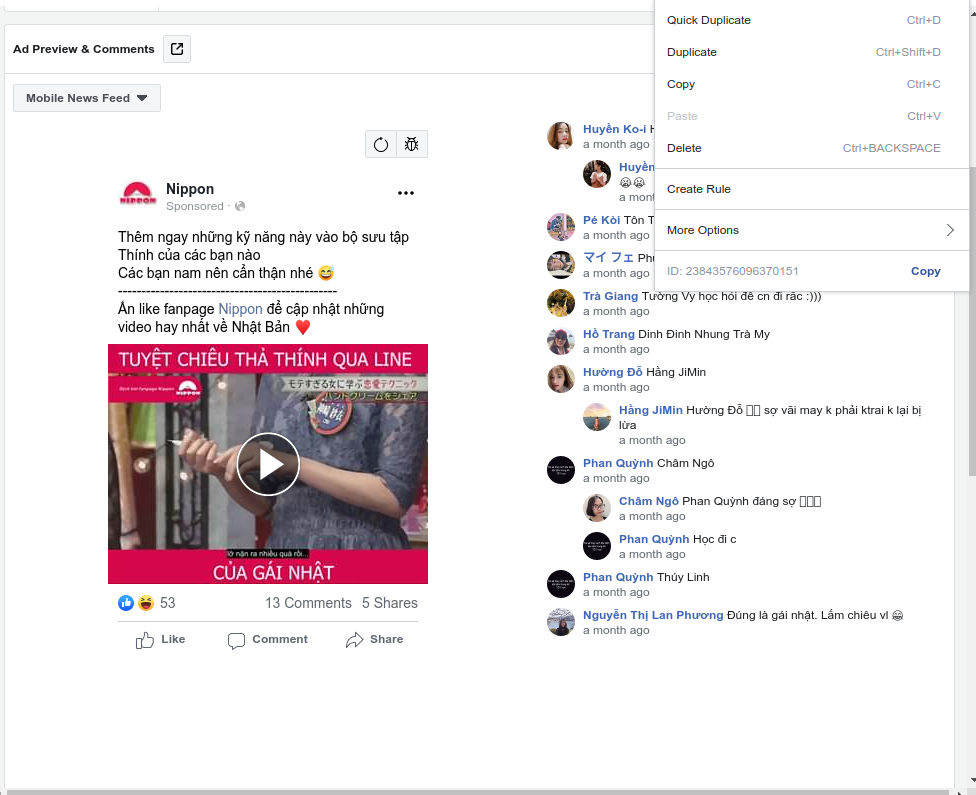 Ad Preview & Comments
Mobile News Feed
Nippon
Sponsored ·
Thêm ngay những kỹ năng này vào bộ sưu tập
Thính của các bạn nào
Các bạn nam nên cẩn thận nhé 😅
-----------------------------------------------
Ấn like fanpage Nippon để cập nhật những
video hay nhất về Nhật Bản ❤️
TUYỆT CHIÊU THẢ THÍNH QUA LINE
NIPPON
モテすぎる女に学ぶ恋愛テクニック
ハンドクリームをシェア
lỡ nặn ra nhiều quá rồi...
CỦA GÁI NHẬT
53
13 Comments 5 Shares
Like Comment Share
Huyền Ko-i
a month ago
Huyền
😫😫
a mont
Pé Kòi Tôn T
a month ago
マイ フェ Phu
a month ago
Trà Giang Tường Vy học hỏi đê cn đi rắc :)))
a month ago
Hồ Trang Dinh Đinh Nhung Trà My
a month ago
Hường Đỗ Hằng JiMin
a month ago
Hằng JiMin Hường Đỗ sợ vãi may k phải ktrai k lại bị
lừa
a month ago
Phan Quỳnh Châm Ngô
a month ago
Châm Ngô Phan Quỳnh đáng sợ
a month ago
Phan Quỳnh Học đi c
a month ago
Phan Quỳnh Thúy Linh
a month ago
Nguyễn Thị Lan Phương Đúng là gái nhật. Lắm chiêu vl 😂
a month ago
Quick Duplicate Ctrl+D
Duplicate Ctrl+Shift+D
Copy Ctrl+C
Paste Ctrl+V
Delete Ctrl+BACKSPACE
Create Rule
More Options
ID: 23843576096370151 Copy